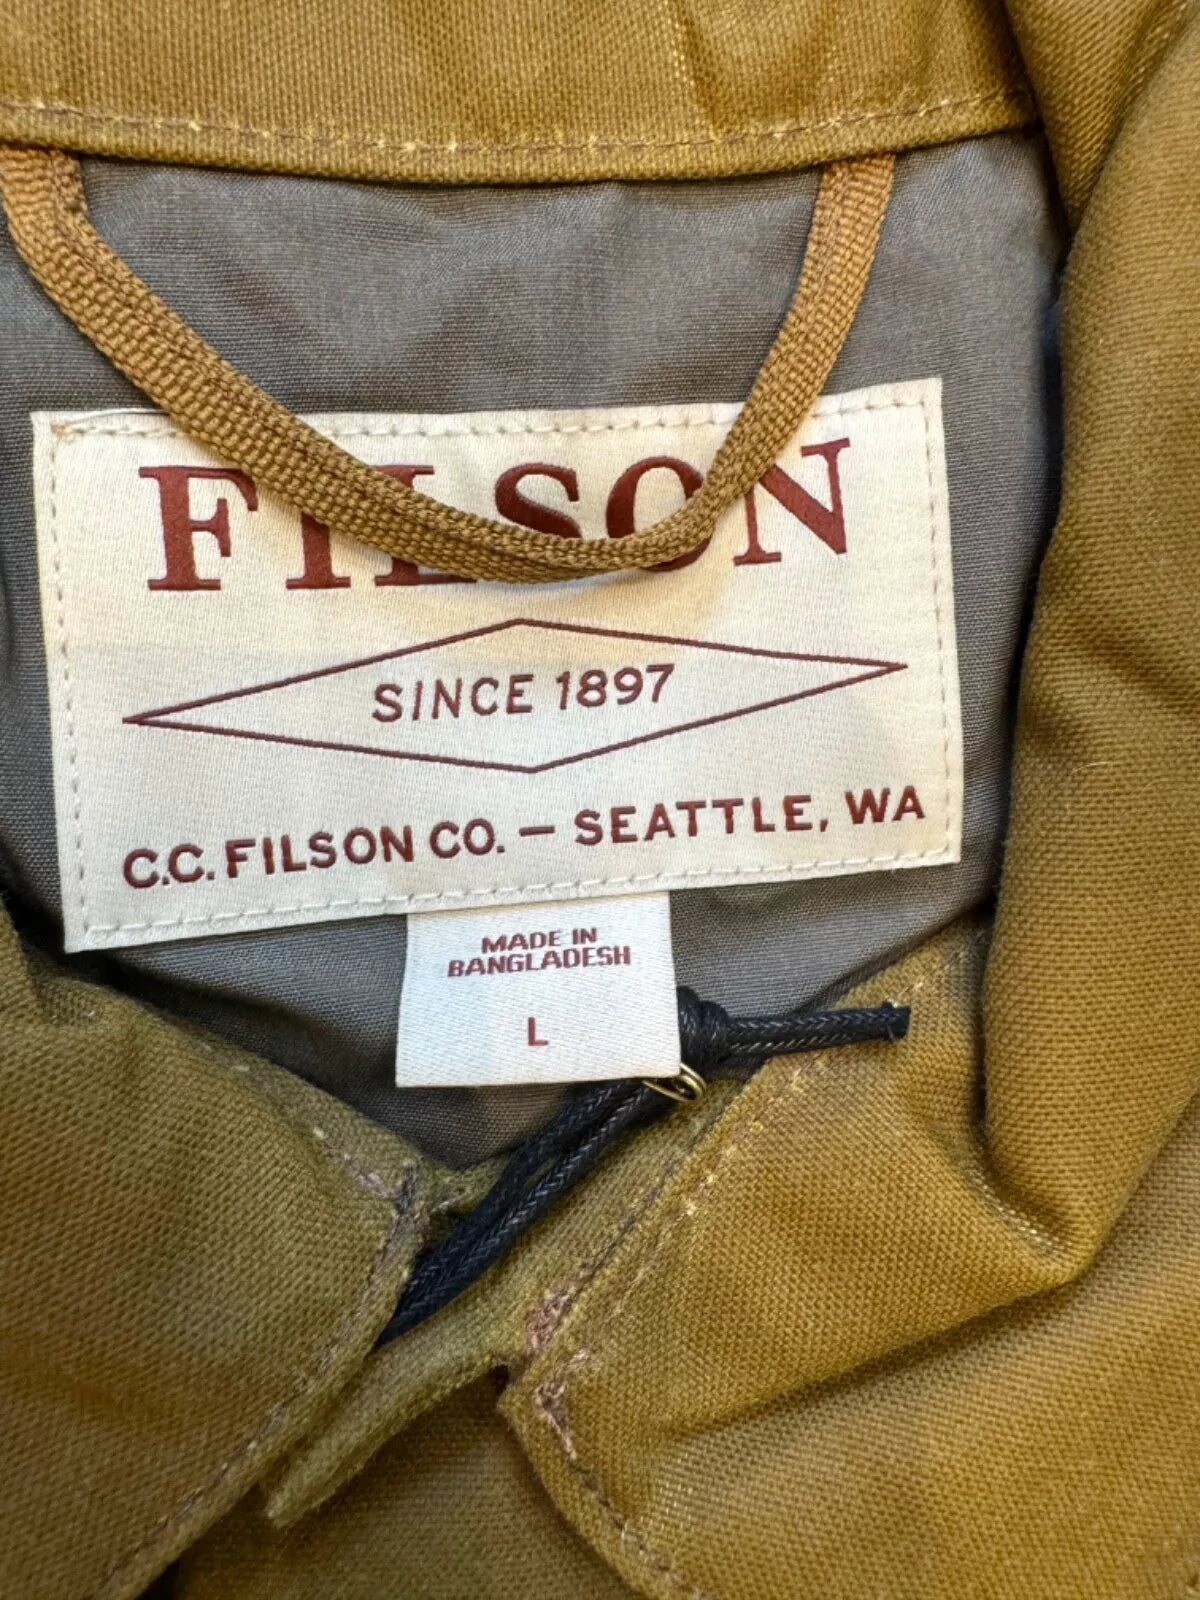 FILSON
SINCE 1897
C.C. FILSON CO. — SEATTLE, WA
MADE IN
BANGLADESH
L